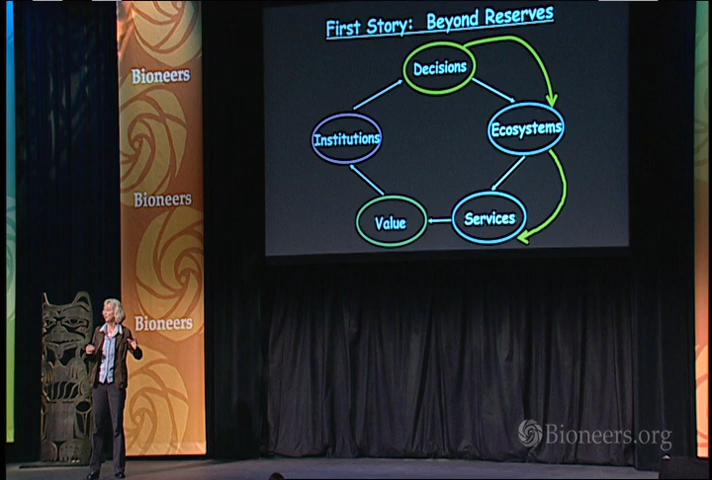 First Story: Beyond Reserves
Decisions
Ecosystems
Institutions
Services
Value
Bioneers
Bioneers
Bioneers
Bioneers.org